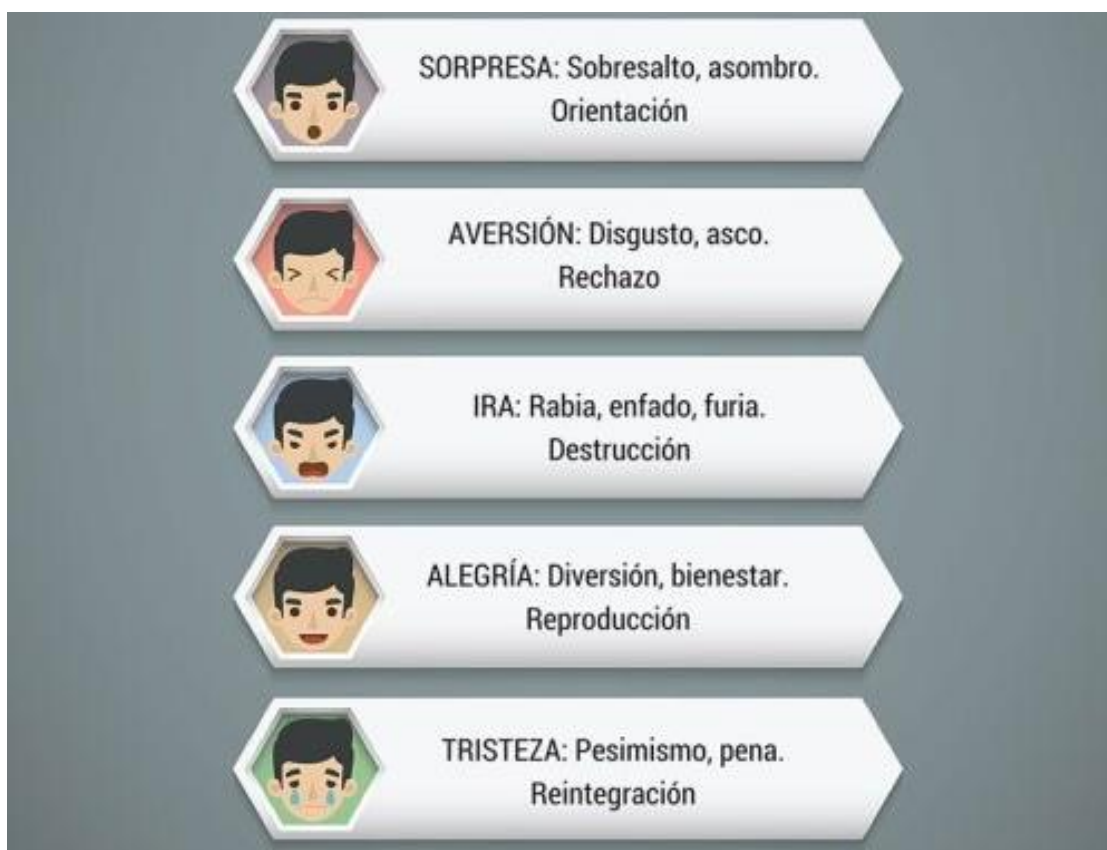 SORPRESA: Sobresalto, asombro.
Orientación
AVERSIÓN: Disgusto, asco.
Rechazo
IRA: Rabia, enfado, furia.
Destrucción
ALEGRÍA: Diversión, bienestar.
Reproducción
TRISTEZA: Pesimismo, pena.
Reintegración